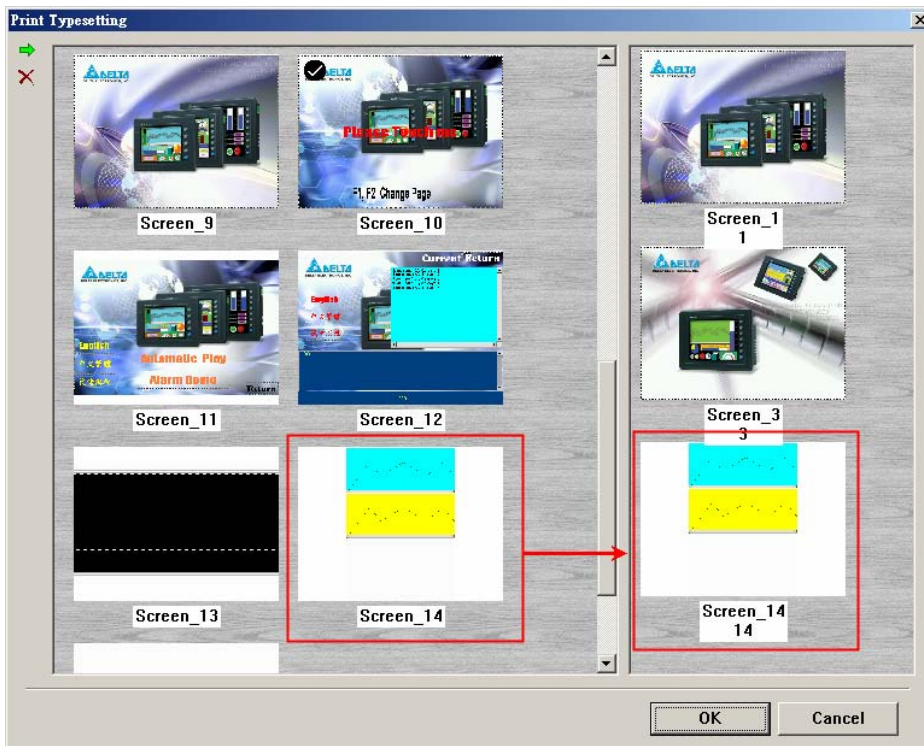 Print Typesetting
DELTA
DELTA
DELTA
Please Touch me
F1, F2 Change Page
Screen_9
Screen_10
Screen_1
1
DELTA
DELTA
DELTA
Current Return
English
English
Automatic Play
Alarm Demo
Return
Screen_11
Screen_12
Screen_3
3
Screen_13
Screen_14
Screen_14
14
OK
Cancel